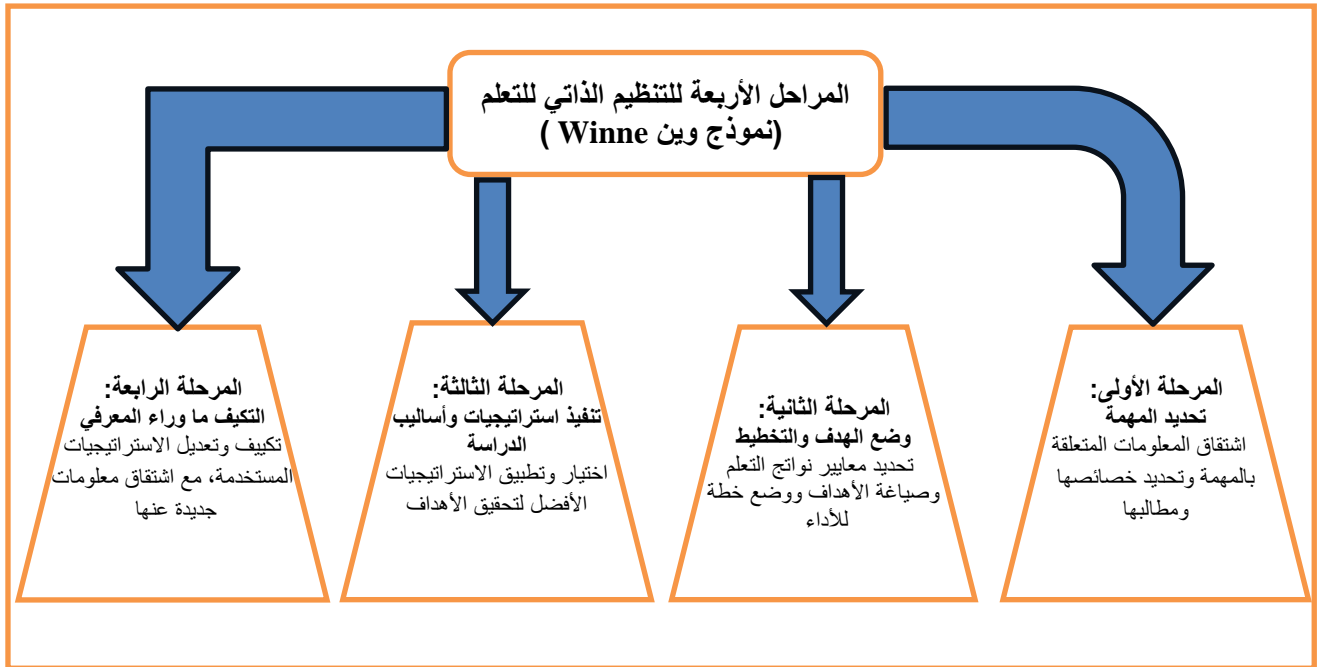 المراحل الأربعة للتنظيم الذاتي للتعلم
(نموذج وين Winne )
المرحلة الأولى:
تحديد المهمة
اشتقاق المعلومات المتعلقة
بالمهمة وتحديد خصائصها
ومطالبها
المرحلة الثانية:
وضع الهدف والتخطيط
تحديد معايير نواتج التعلم
وصياغة الأهداف ووضع خطة
للأداء
المرحلة الثالثة:
تنفيذ استراتيجيات وأساليب
الدراسة
اختيار وتطبيق الاستراتيجيات
الأفضل لتحقيق الأهداف
المرحلة الرابعة:
التكيف ما وراء المعرفي
تكييف وتعديل الاستراتيجيات
المستخدمة، مع اشتقاق معلومات
جديدة عنها